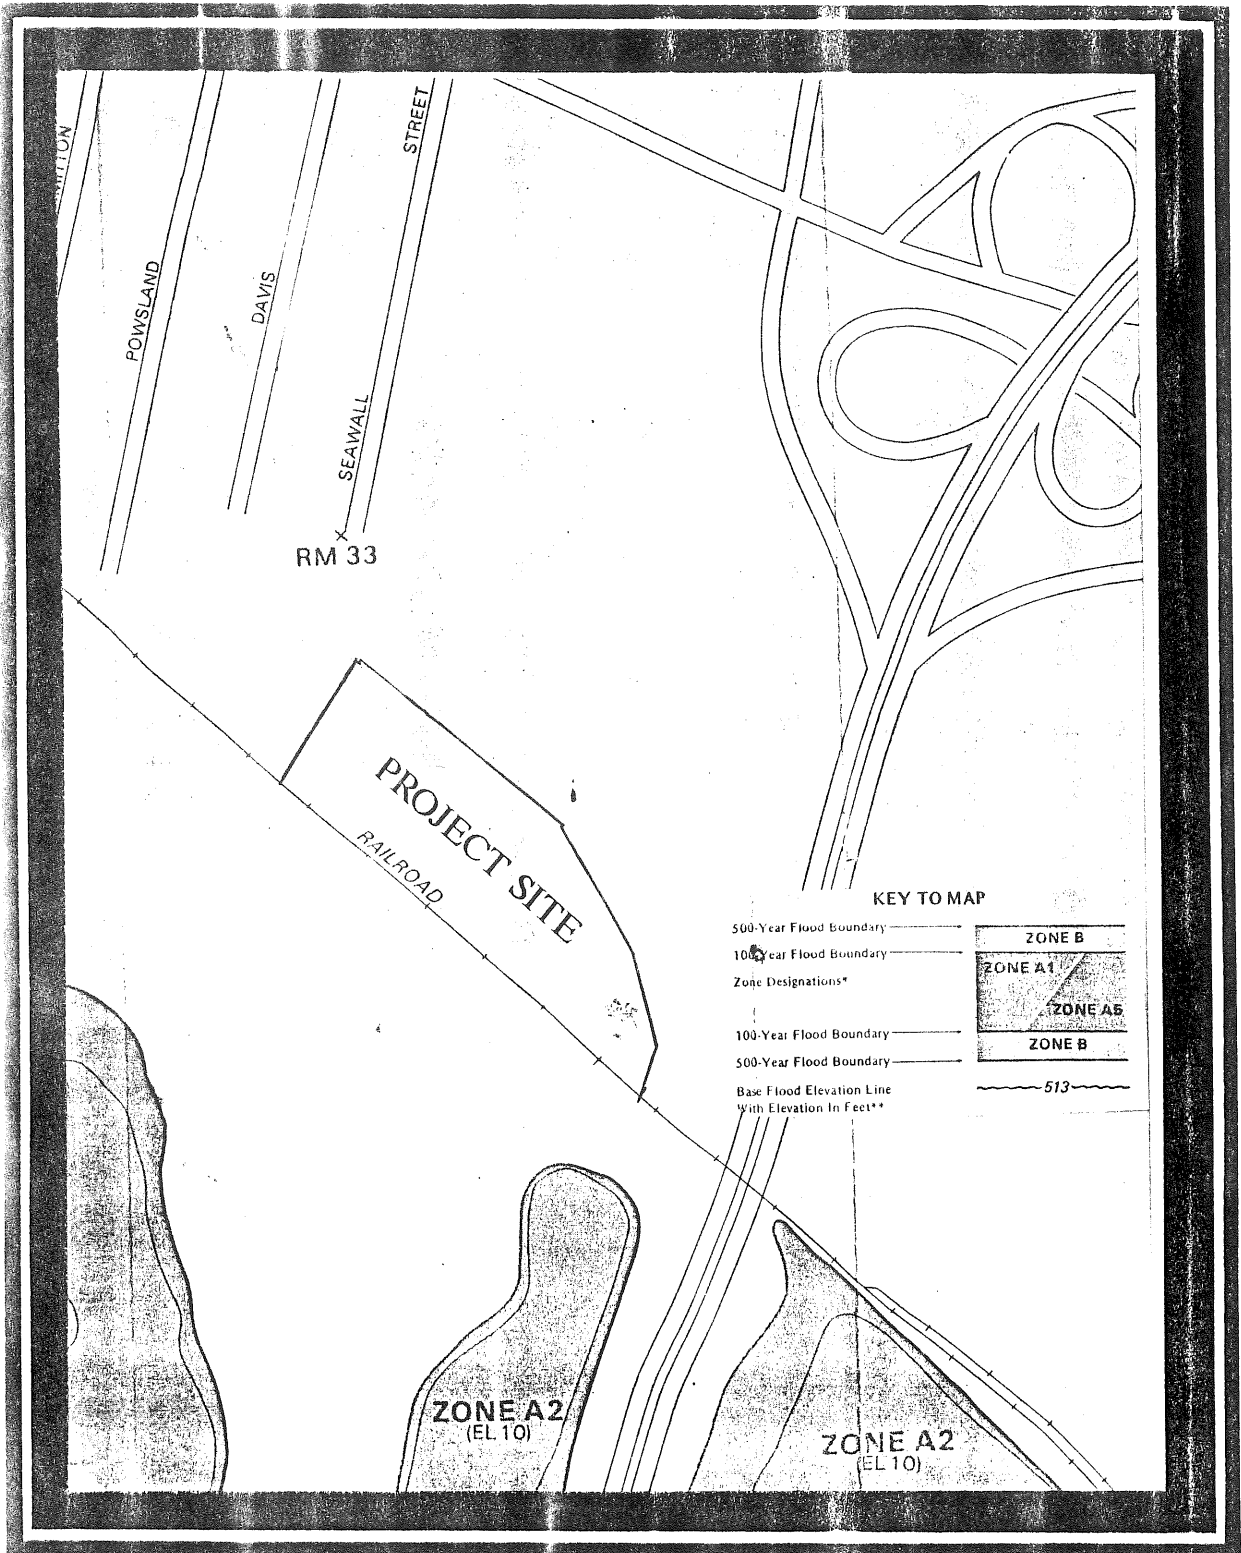 POWSLAND
DAVIS
SEAWALL
STREET
RM 33
PROJECT SITE
RAILROAD
KEY TO MAP
500-Year Flood Boundary
ZONE B
100-Year Flood Boundary
ZONE A1
Zone Designations*
ZONE A5
100-Year Flood Boundary
ZONE B
500-Year Flood Boundary
Base Flood Elevation Line
With Elevation In Feet**
513
ZONE A2
(EL 10)
ZONE A2
(EL 10)